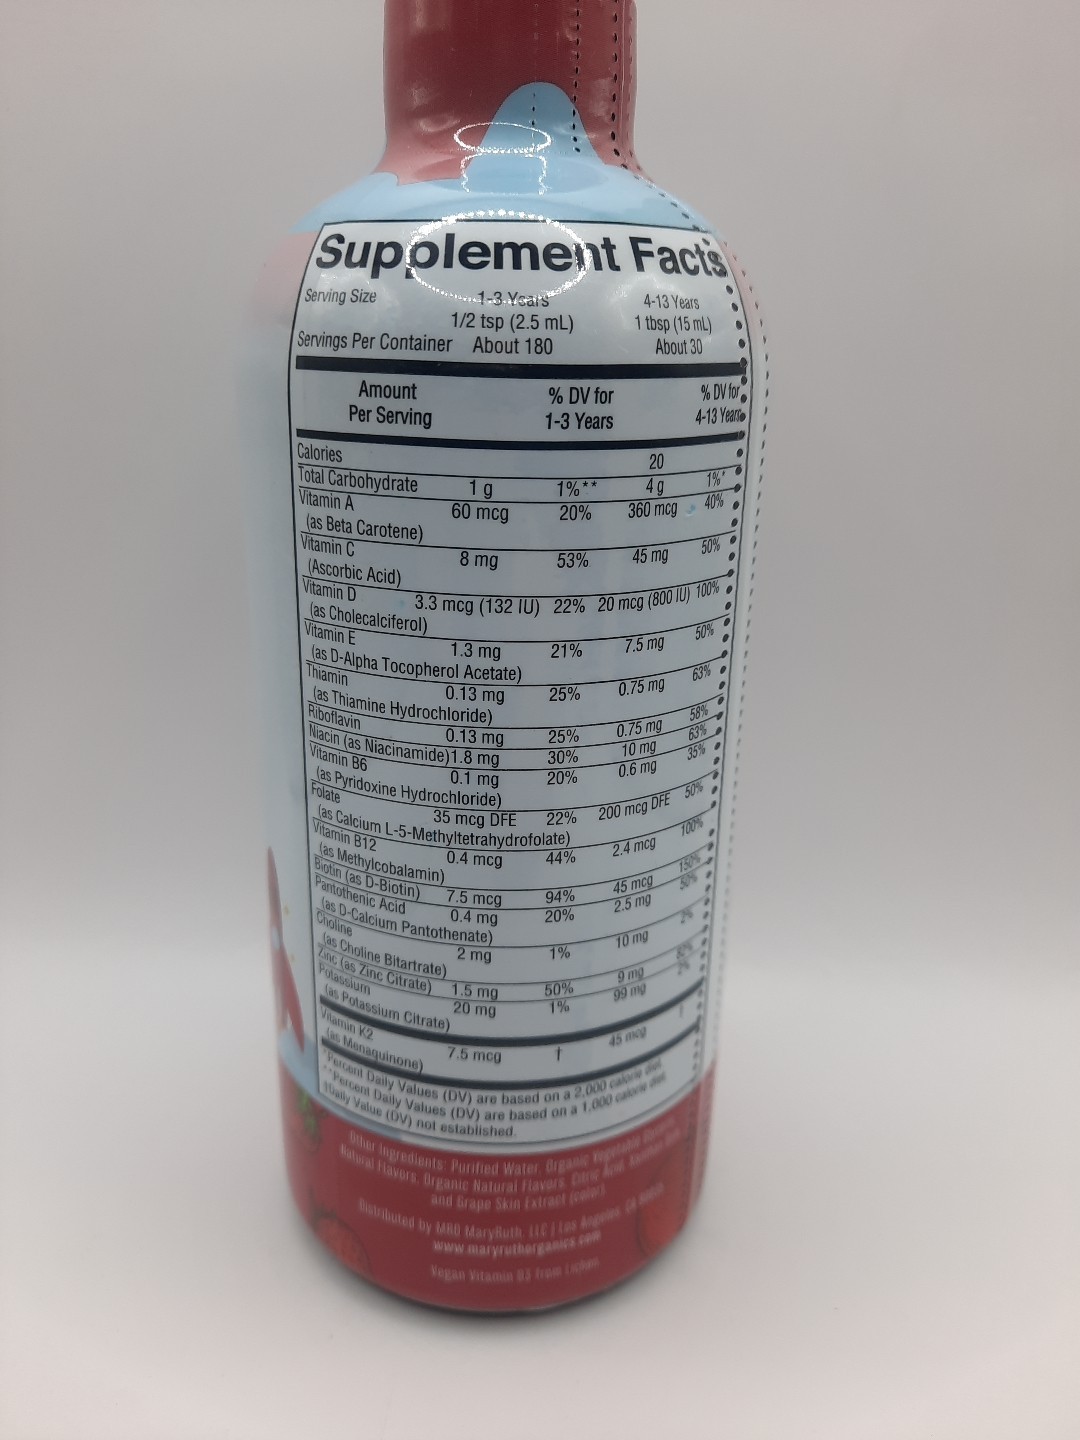 Supplement Facts
Serving Size 1-3 Years 4-13 Years
1/2 tsp (2.5 mL) 1 tbsp (15 mL)
Servings Per Container About 180 About 30
Amount Per Serving % DV for 1-3 Years % DV for 4-13 Years
Calories 20
Total Carbohydrate 1 g 1%** 4 g 1%*
Vitamin A 60 mcg 20% 360 mcg 40%
(as Beta Carotene)
Vitamin C 8 mg 53% 45 mg 50%
(Ascorbic Acid)
Vitamin D 3.3 mcg (132 IU) 22% 20 mcg (800 IU) 100%
(as Cholecalciferol)
Vitamin E 1.3 mg 21% 7.5 mg 50%
(as D-Alpha Tocopherol Acetate)
Thiamin 0.13 mg 25% 0.75 mg 63%
(as Thiamine Hydrochloride)
Riboflavin 0.13 mg 25% 0.75 mg 58%
Niacin (as Niacinamide) 1.8 mg 30% 10 mg 63%
Vitamin B6 0.1 mg 20% 0.6 mg 35%
(as Pyridoxine Hydrochloride)
Folate 35 mcg DFE 22% 200 mcg DFE 50%
(as Calcium L-5-Methyltetrahydrofolate)
Vitamin B12 0.4 mcg 44% 2.4 mcg 100%
(as Methylcobalamin)
Biotin (as D-Biotin) 7.5 mcg 94% 45 mcg 150%
Pantothenic Acid 0.4 mg 20% 2.5 mg 50%
(as D-Calcium Pantothenate)
Choline 2 mg 1% 10 mg 2%
(as Choline Bitartrate)
Zinc (as Zinc Citrate) 1.5 mg 50% 9 mg 82%
Potassium 20 mg 1% 99 mg 2%
(as Potassium Citrate)
Vitamin K2 7.5 mcg † 45 mcg †
(as Menaquinone)
*Percent Daily Values (DV) are based on a 2,000 calorie diet.
**Percent Daily Values (DV) are based on a 1,000 calorie diet.
†Daily Value (DV) not established.
Other Ingredients: Purified Water, Organic Vegetable
Natural Flavors, Organic Natural Flavors, Citric Acid,
and Grape Skin Extract (color)
Distributed by MRO MaryRuth, LLC | Los Angeles, CA
www.maryruthorganics.com
Vegan Vitamin D3 from Lichen